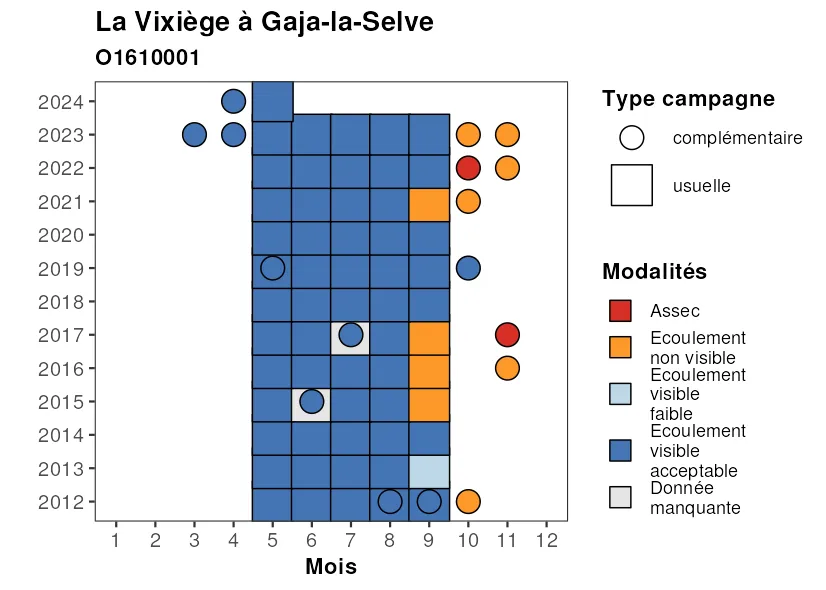 La Vixiège à Gaja-la-Selve
O1610001
2024
2023
2022
2021
2020
2019
2018
2017
2016
2015
2014
2013
2012
1 2 3 4 5 6 7 8 9 10 11 12
Mois
Type campagne
complémentaire
usuelle
Modalités
Assec
Ecoulement
non visible
Ecoulement
visible
faible
Ecoulement
visible
acceptable
Donnée
manquante